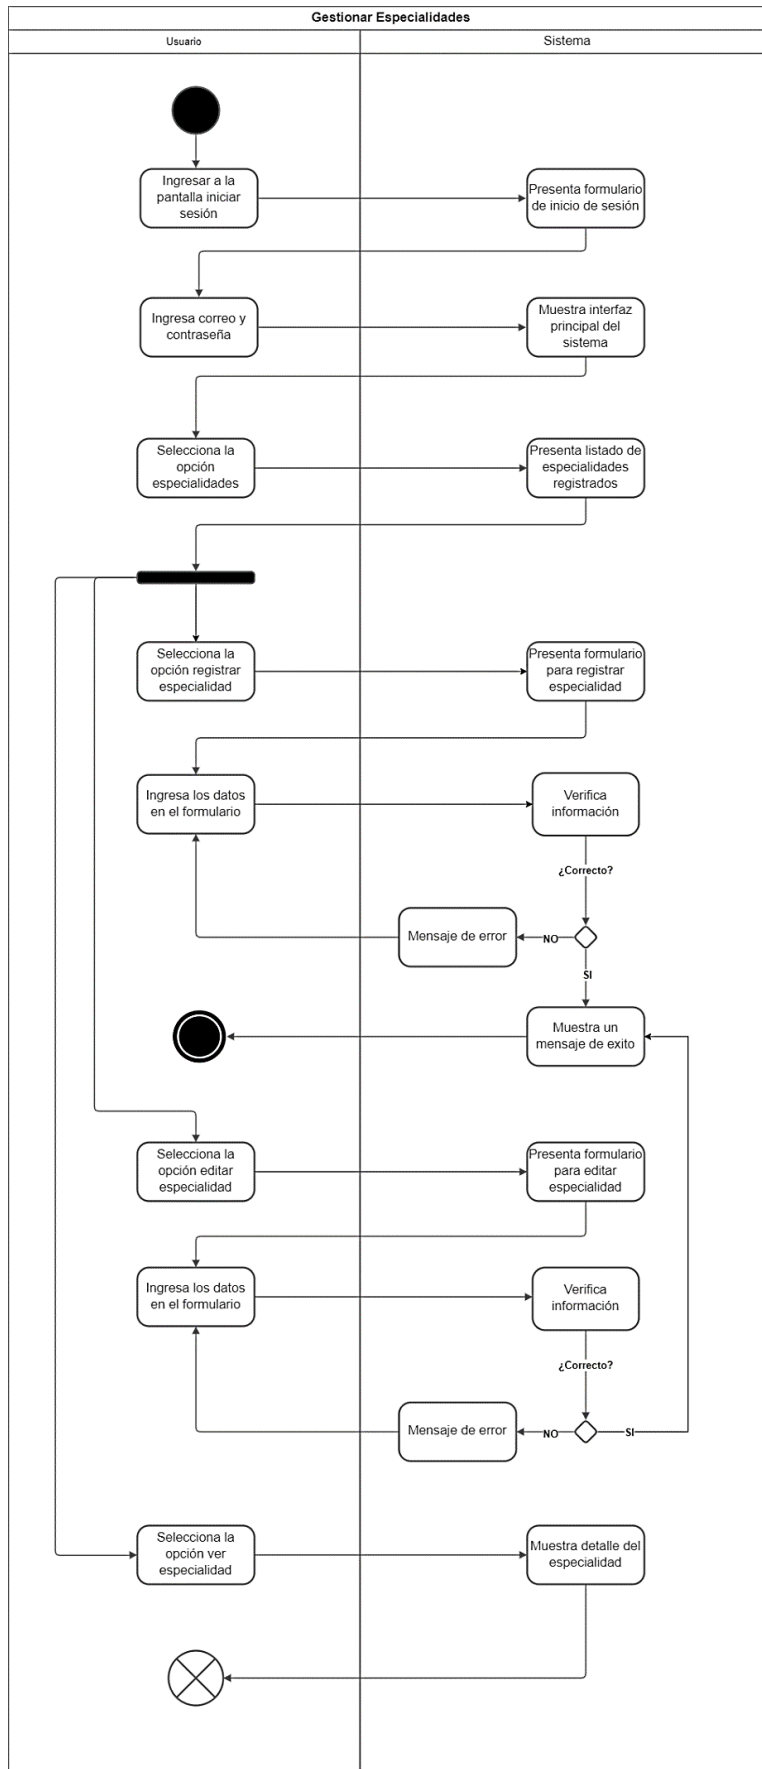 Gestionar Especialidades
Usuario
Sistema
Ingresar a la
pantalla iniciar
sesión
Presenta formulario
de inicio de sesión
Ingresa correo y
contraseña
Muestra interfaz
principal del
sistema
Selecciona la
opción
especialidades
Presenta listado de
especialidades
registrados
Selecciona la
opción registrar
especialidad
Presenta formulario
para registrar
especialidad
Ingresa los datos
en el formulario
Verifica
información
¿Correcto?
Mensaje de error
NO
SI
Muestra un
mensaje de exito
Selecciona la
opción editar
especialidad
Presenta formulario
para editar
especialidad
Ingresa los datos
en el formulario
Verifica
información
¿Correcto?
Mensaje de error
NO
SI
Selecciona la
opción ver
especialidad
Muestra detalle del
especialidad